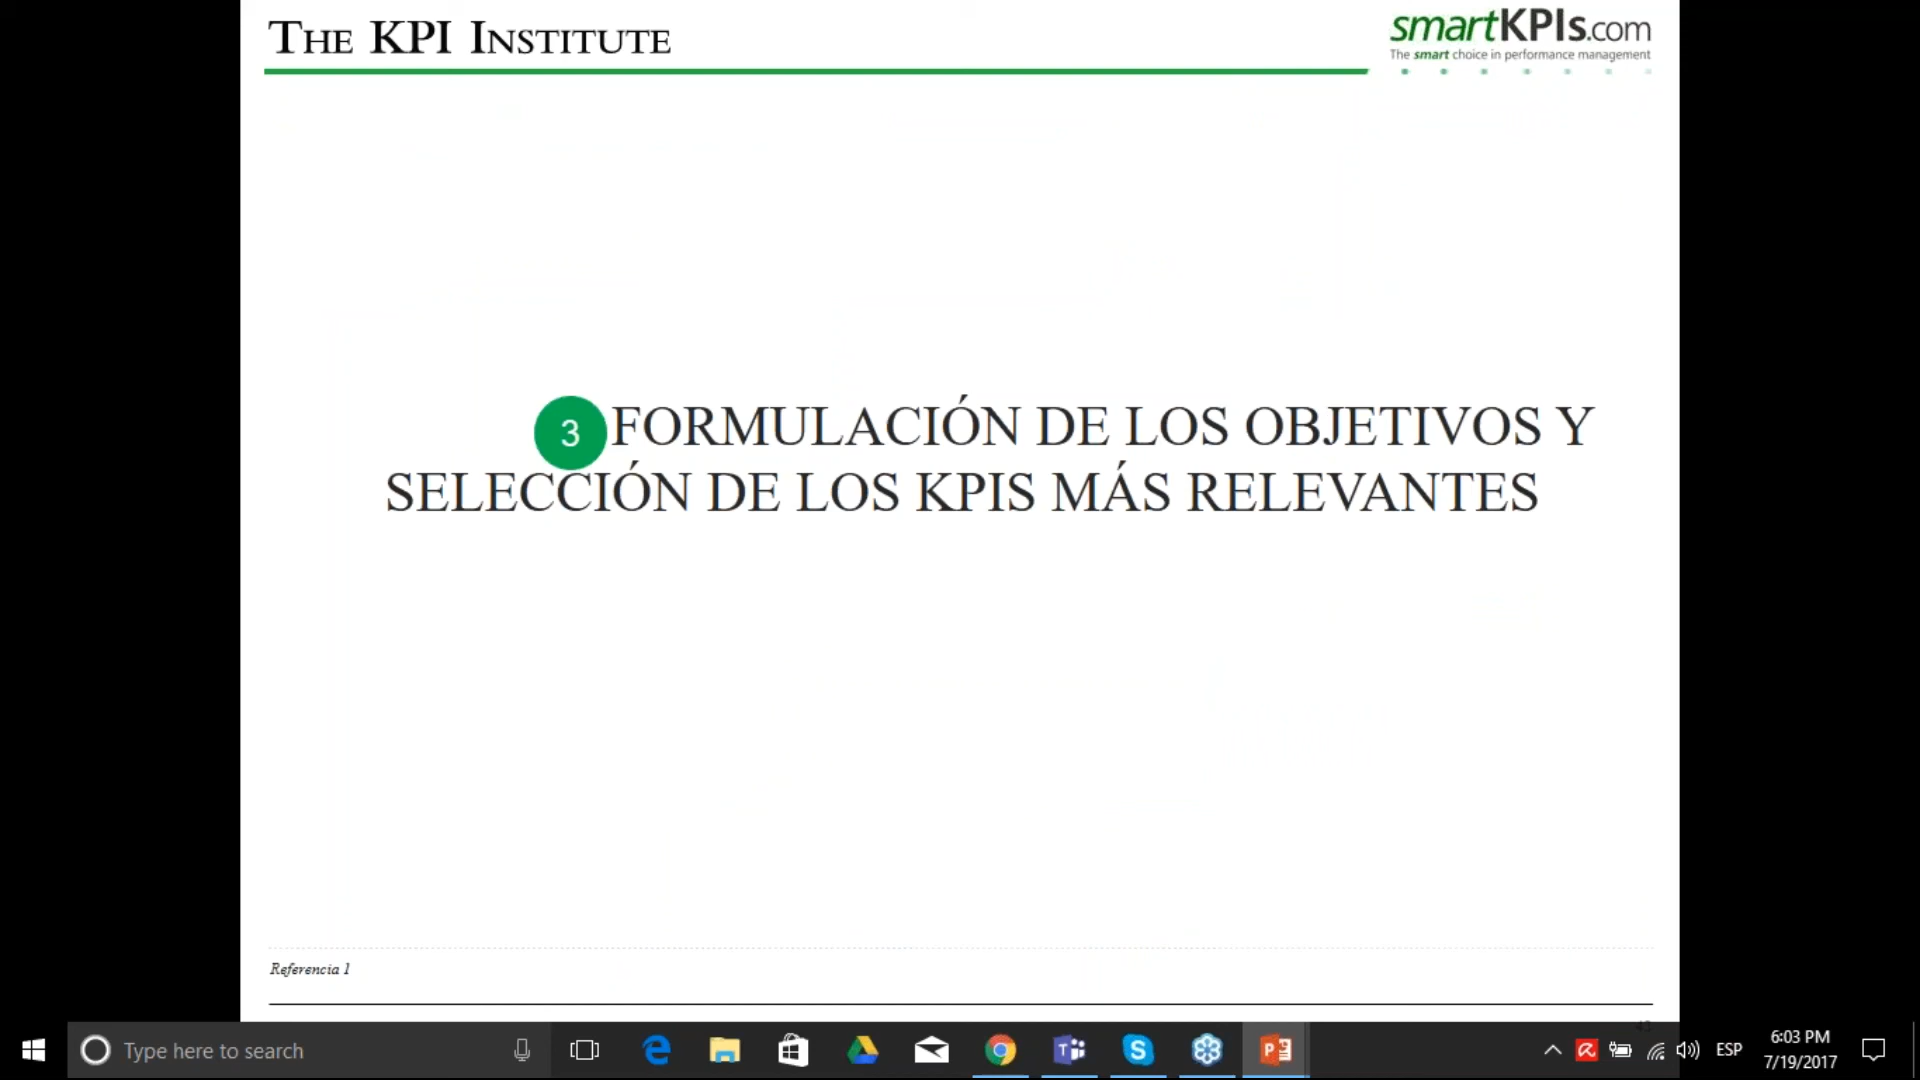 THE KPI INSTITUTE
smartKPIs.com
The smart choice in performance management
3 FORMULACIÓN DE LOS OBJETIVOS Y
SELECCIÓN DE LOS KPIS MÁS RELEVANTES
Referencia 1
Type here to search
ESP
6:03 PM
7/19/2017